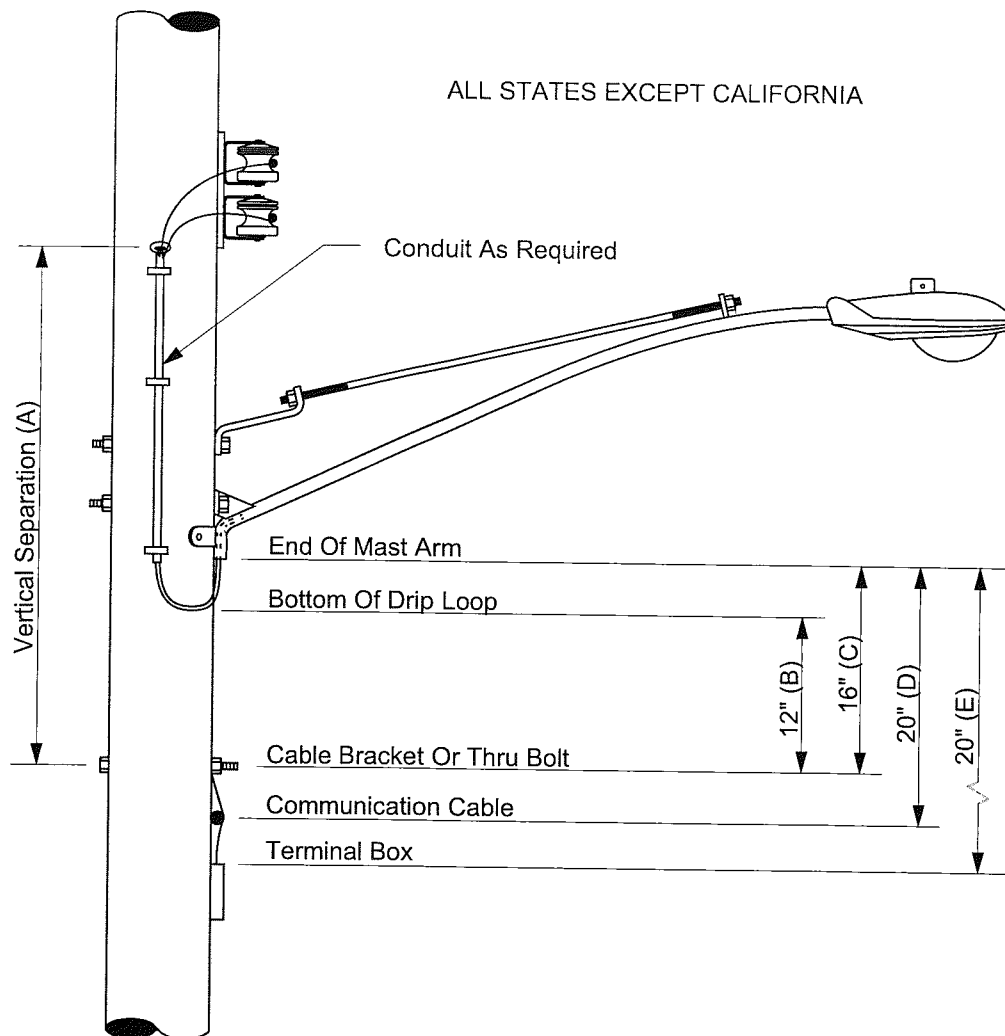 ALL STATES EXCEPT CALIFORNIA
Conduit As Required
Vertical Separation (A)
End Of Mast Arm
Bottom Of Drip Loop
12" (B)
16" (C)
20" (D)
20" (E)
Cable Bracket Or Thru Bolt
Communication Cable
Terminal Box